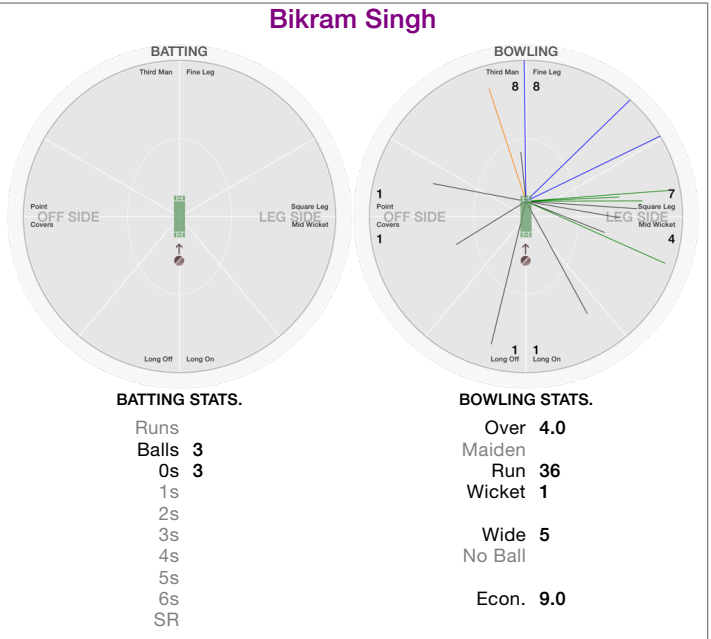 Bikram Singh
BATTING
Third Man
Fine Leg
Point
OFF SIDE
Covers
Square Leg
LEG SIDE
Mid Wicket
Long Off
Long On
BOWLING
Third Man
Fine Leg
8
8
1
Point
OFF SIDE
Covers
1
7
Square Leg
LEG SIDE
Mid Wicket
4
1
1
Long Off
Long On
BATTING STATS.
Runs
Balls 3
0s 3
1s
2s
3s
4s
5s
6s
SR
BOWLING STATS.
Over 4.0
Maiden
Run 36
Wicket 1
Wide 5
No Ball
Econ. 9.0